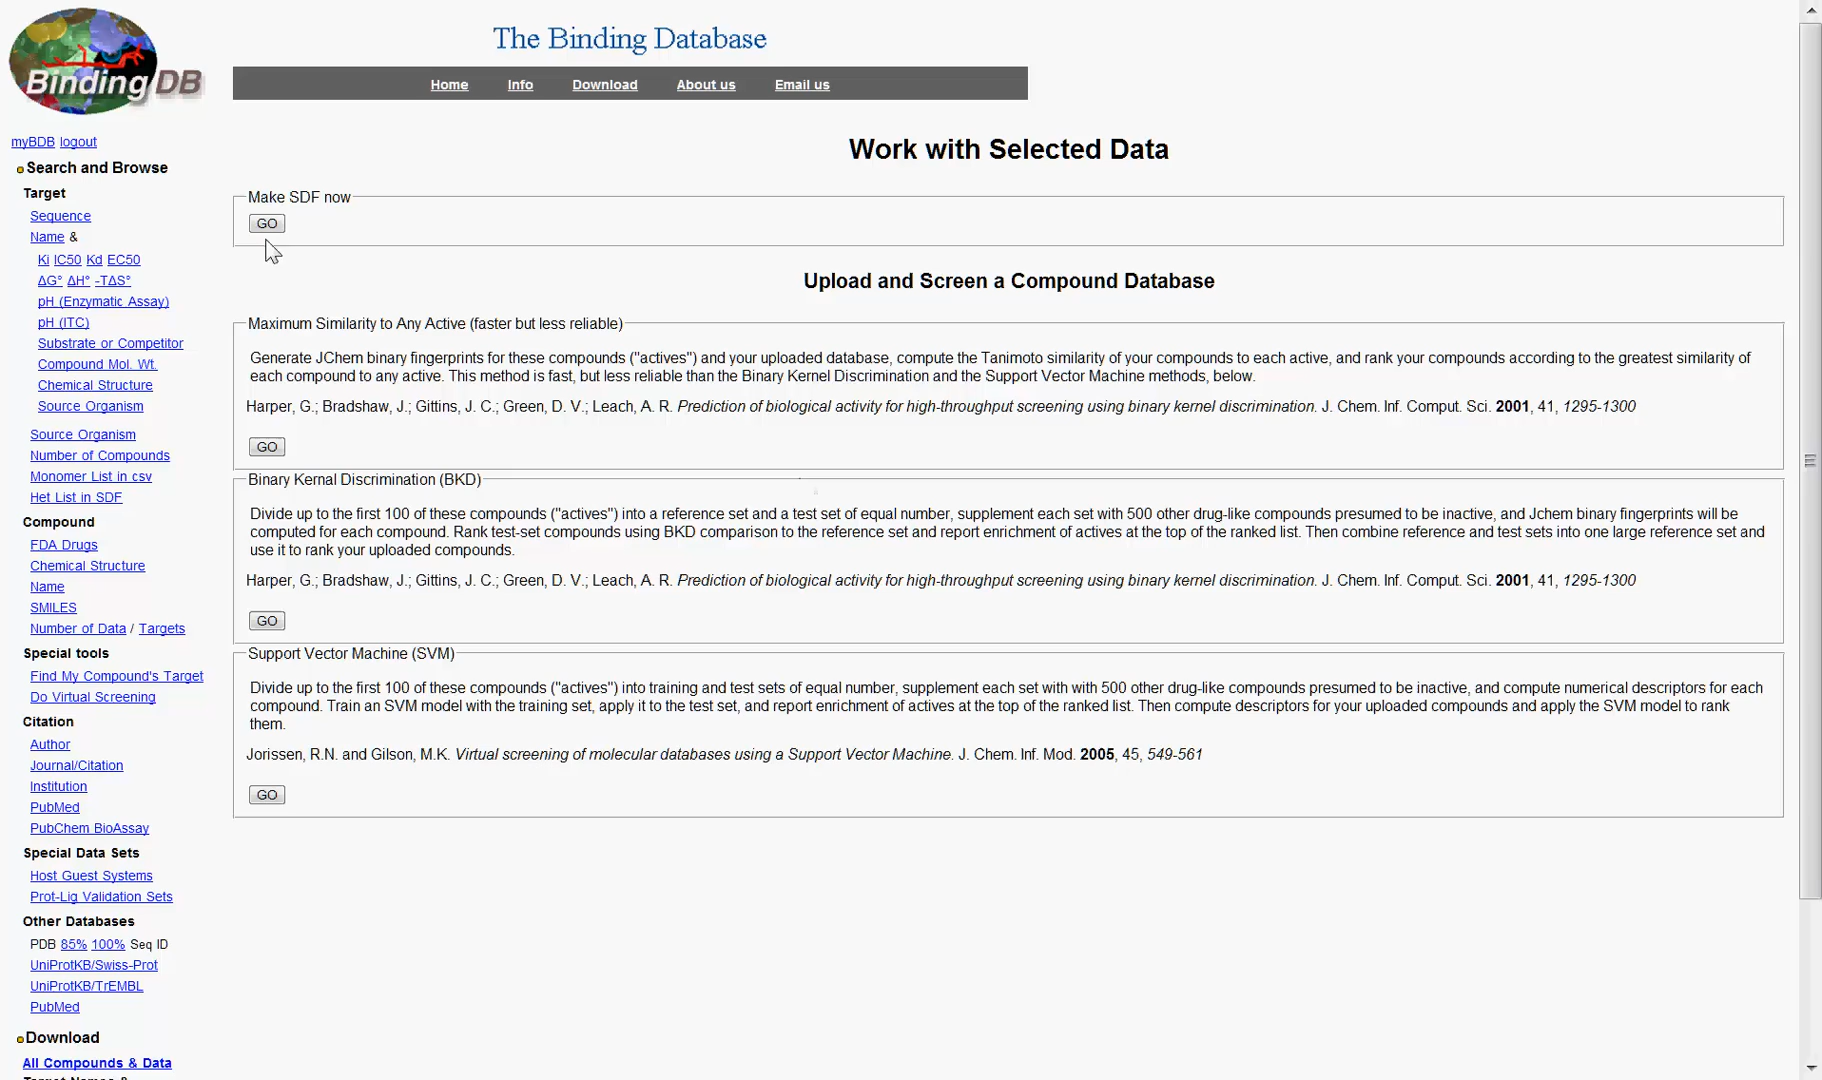 The Binding Database
BindingDB
Home Info Download About us Email us
myBDB logout
Search and Browse
Target
Sequence
Name &
Ki IC50 Kd EC50
ΔG° ΔH° -TΔS°
pH (Enzymatic Assay)
pH (ITC)
Substrate or Competitor
Compound Mol. Wt.
Chemical Structure
Source Organism
Source Organism
Number of Compounds
Monomer List in csv
Het List in SDF
Compound
FDA Drugs
Chemical Structure
Name
SMILES
Number of Data / Targets
Special tools
Find My Compound's Target
Do Virtual Screening
Citation
Author
Journal/Citation
Institution
PubMed
PubChem BioAssay
Special Data Sets
Host Guest Systems
Prot-Lig Validation Sets
Other Databases
PDB 85% 100% Seq ID
UniProtKB/Swiss-Prot
UniProtKB/TrEMBL
PubMed
Download
All Compounds & Data
Work with Selected Data
Make SDF now
GO
Upload and Screen a Compound Database
Maximum Similarity to Any Active (faster but less reliable)
Generate JChem binary fingerprints for these compounds ("actives") and your uploaded database, compute the Tanimoto similarity of your compounds to each active, and rank your compounds according to the greatest similarity of
each compound to any active. This method is fast, but less reliable than the Binary Kernel Discrimination and the Support Vector Machine methods, below.
Harper, G.; Bradshaw, J.; Gittins, J. C.; Green, D. V.; Leach, A. R. Prediction of biological activity for high-throughput screening using binary kernel discrimination. J. Chem. Inf. Comput. Sci. 2001, 41, 1295-1300
GO
Binary Kernal Discrimination (BKD)
Divide up to the first 100 of these compounds ("actives") into a reference set and a test set of equal number, supplement each set with 500 other drug-like compounds presumed to be inactive, and Jchem binary fingerprints will be
computed for each compound. Rank test-set compounds using BKD comparison to the reference set and report enrichment of actives at the top of the ranked list. Then combine reference and test sets into one large reference set and
use it to rank your uploaded compounds.
Harper, G.; Bradshaw, J.; Gittins, J. C.; Green, D. V.; Leach, A. R. Prediction of biological activity for high-throughput screening using binary kernel discrimination. J. Chem. Inf. Comput. Sci. 2001, 41, 1295-1300
GO
Support Vector Machine (SVM)
Divide up to the first 100 of these compounds ("actives") into training and test sets of equal number, supplement each set with with 500 other drug-like compounds presumed to be inactive, and compute numerical descriptors for each
compound. Train an SVM model with the training set, apply it to the test set, and report enrichment of actives at the top of the ranked list. Then compute descriptors for your uploaded compounds and apply the SVM model to rank
them.
Jorissen, R.N. and Gilson, M.K. Virtual screening of molecular databases using a Support Vector Machine. J. Chem. Inf. Mod. 2005, 45, 549-561
GO